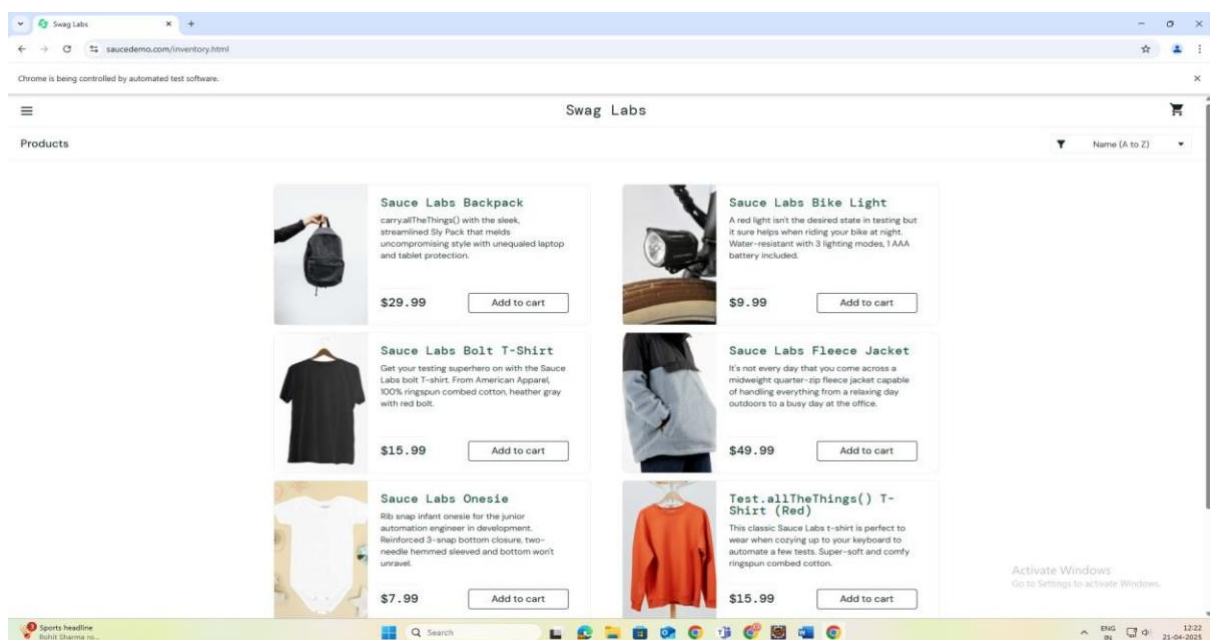 Swag Labs
saucedemo.com/inventory.html
Chrome is being controlled by automated test software.
Swag Labs
Products
Name (A to Z)
Sauce Labs Backpack
carry.allTheThings() with the sleek,
streamlined Sly Pack that melds
uncompromising style with unequaled laptop
and tablet protection.
$29.99
Add to cart
Sauce Labs Bike Light
A red light isn't the desired state in testing but
it sure helps when riding your bike at night.
Water-resistant with 3 lighting modes, 1 AAA
battery included.
$9.99
Add to cart
Sauce Labs Bolt T-Shirt
Get your testing superhero on with the Sauce
Labs bolt T-shirt. From American Apparel,
100% ringspun combed cotton, heather gray
with red bolt.
$15.99
Add to cart
Sauce Labs Fleece Jacket
It's not every day that you come across a
midweight quarter-zip fleece jacket capable
of handling everything from a relaxing day
outdoors to a busy day at the office.
$49.99
Add to cart
Sauce Labs Onesie
Rib snap infant onesie for the junior
automation engineer in development.
Reinforced 3-snap bottom closure, two-
needle hemmed sleeved and bottom won't
unravel.
$7.99
Add to cart
Test.allTheThings() T-
Shirt (Red)
This classic Sauce Labs t-shirt is perfect to
wear when cozying up to your keyboard to
automate a few tests. Super-soft and comfy
ringspun combed cotton.
$15.99
Add to cart
Activate Windows
Go to Settings to activate Windows.
3
Sports headline
Rohit Sharma ro...
Search
ENG
IN
12:22
21-04-2025